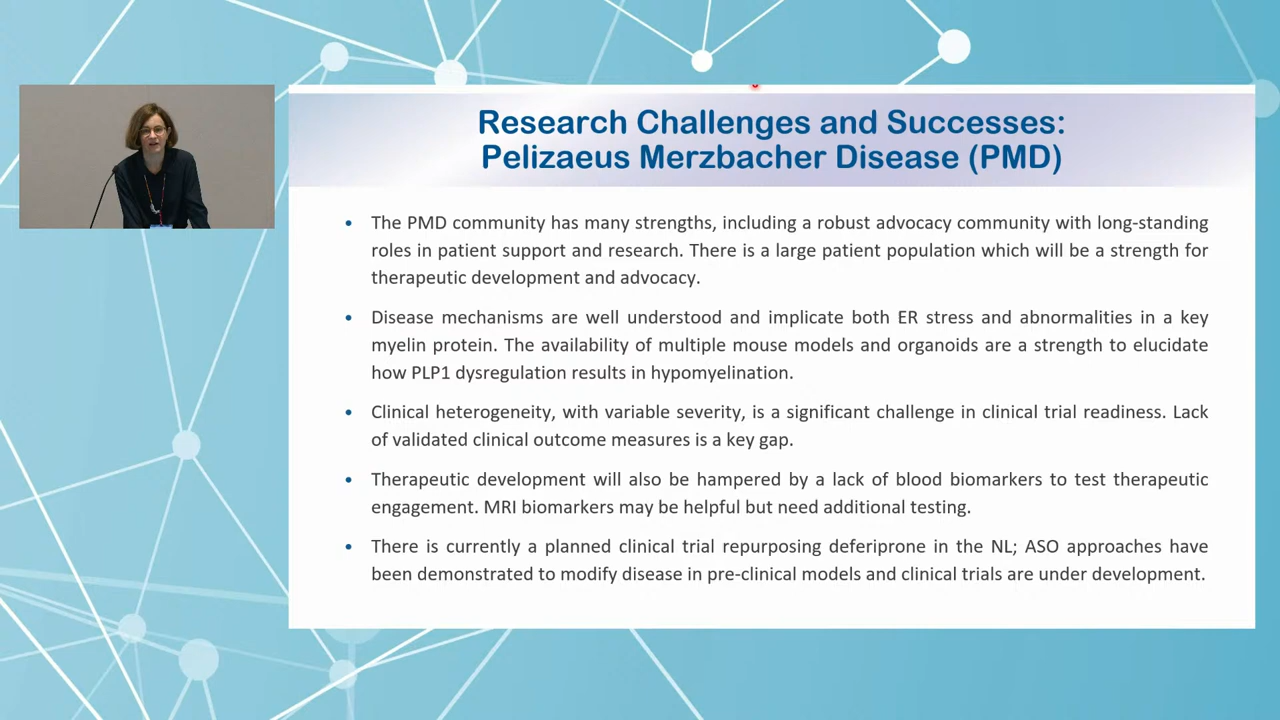 Research Challenges and Successes:
Pelizaeus Merzbacher Disease (PMD)
• The PMD community has many strengths, including a robust advocacy community with long-standing
roles in patient support and research. There is a large patient population which will be a strength for
therapeutic development and advocacy.
• Disease mechanisms are well understood and implicate both ER stress and abnormalities in a key
myelin protein. The availability of multiple mouse models and organoids are a strength to elucidate
how PLP1 dysregulation results in hypomyelination.
• Clinical heterogeneity, with variable severity, is a significant challenge in clinical trial readiness. Lack
of validated clinical outcome measures is a key gap.
• Therapeutic development will also be hampered by a lack of blood biomarkers to test therapeutic
engagement. MRI biomarkers may be helpful but need additional testing.
• There is currently a planned clinical trial repurposing deferiprone in the NL; ASO approaches have
been demonstrated to modify disease in pre-clinical models and clinical trials are under development.